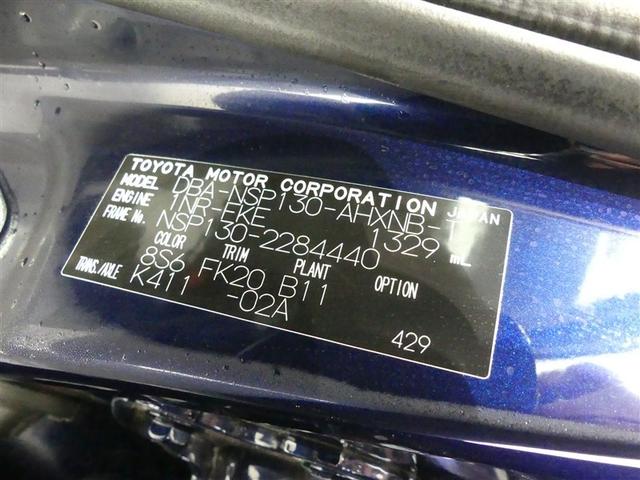 TOYOTA MOTOR CORPORATION JAPAN
MODEL DBA-NSP130-AHXNB-T
ENGINE 1NR-FKE 1329 mL
FRAME No. NSP130-2284440
COLOR TRIM PLANT OPTION
8S6 FK20 B11
TRANS./AXLE K411 -02A
429